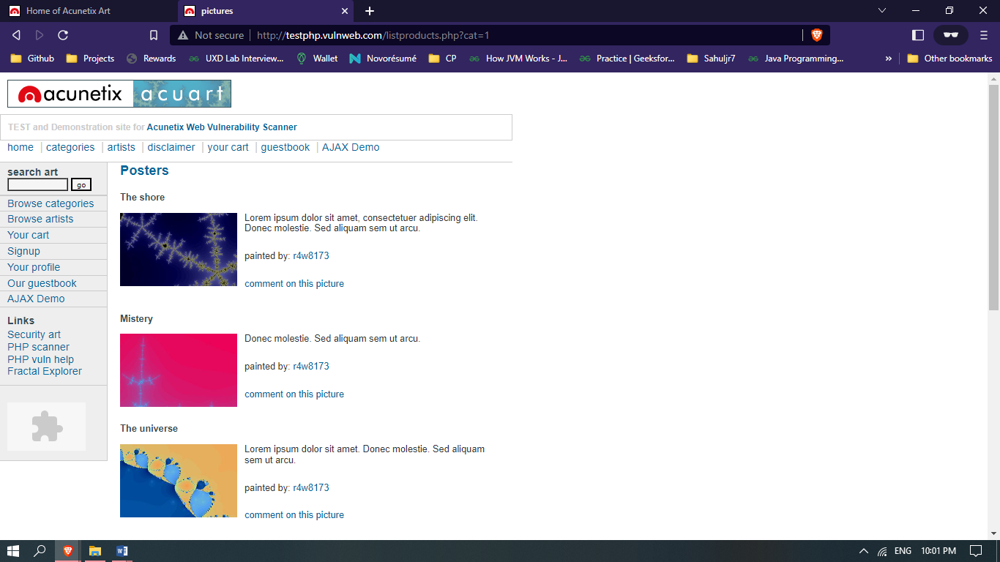 Home of Acunetix Art
pictures
Not secure
http://testphp.vulnweb.com/listproducts.php?cat=1
Github
Projects
Rewards
UXD Lab Interview...
Wallet
Novorésumé
CP
How JVM Works - J...
Practice | Geeksfor...
Sahuljr7
Java Programming...
»
Other bookmarks
acunetix
acuart
TEST and Demonstration site for Acunetix Web Vulnerability Scanner
home | categories | artists | disclaimer | your cart | guestbook | AJAX Demo
search art
go
Browse categories
Browse artists
Your cart
Signup
Your profile
Our guestbook
AJAX Demo
Links
Security art
PHP scanner
PHP vuln help
Fractal Explorer
Posters
The shore
Lorem ipsum dolor sit amet, consectetuer adipiscing elit.
Donec molestie. Sed aliquam sem ut arcu.
painted by: r4w8173
comment on this picture
Mistery
Donec molestie. Sed aliquam sem ut arcu.
painted by: r4w8173
comment on this picture
The universe
Lorem ipsum dolor sit amet. Donec molestie. Sed aliquam
sem ut arcu.
painted by: r4w8173
comment on this picture
ENG
10:01 PM